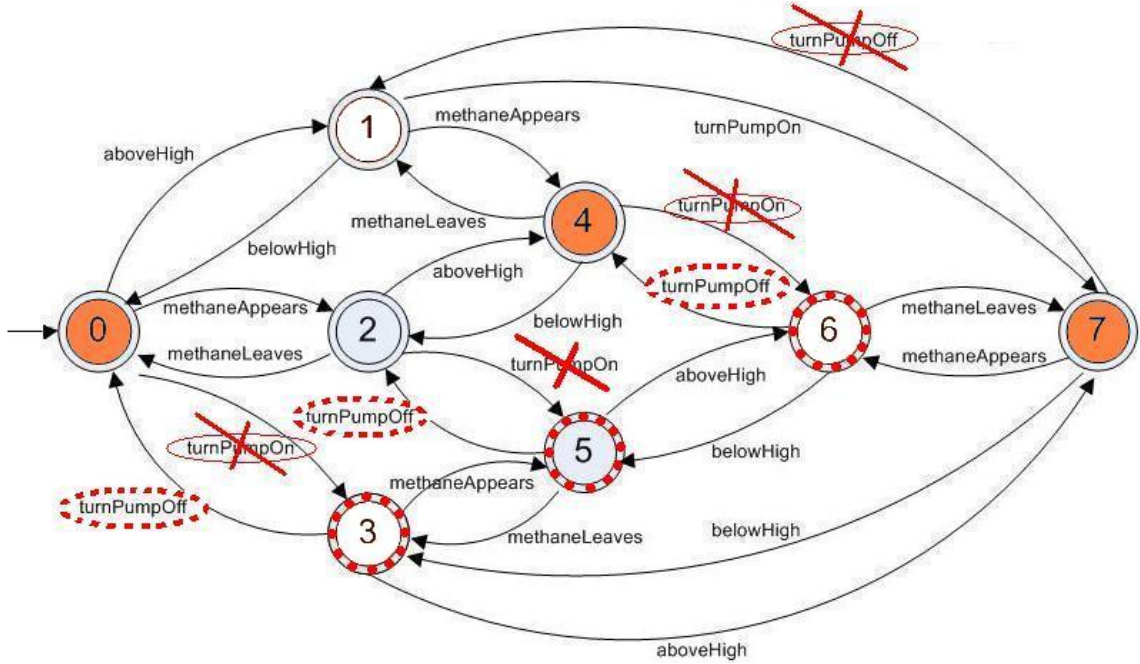 turnPumpOff
1
methaneAppears
turnPumpOn
aboveHigh
methaneLeaves
turnPumpOn
4
belowHigh
aboveHigh
turnPumpOff
methaneAppears
methaneLeaves
0
2
belowHigh
6
7
methaneLeaves
turnPumpOn
methaneAppears
aboveHigh
turnPumpOff
turnPumpOn
5
belowHigh
methaneAppears
turnPumpOff
3
methaneLeaves
belowHigh
aboveHigh